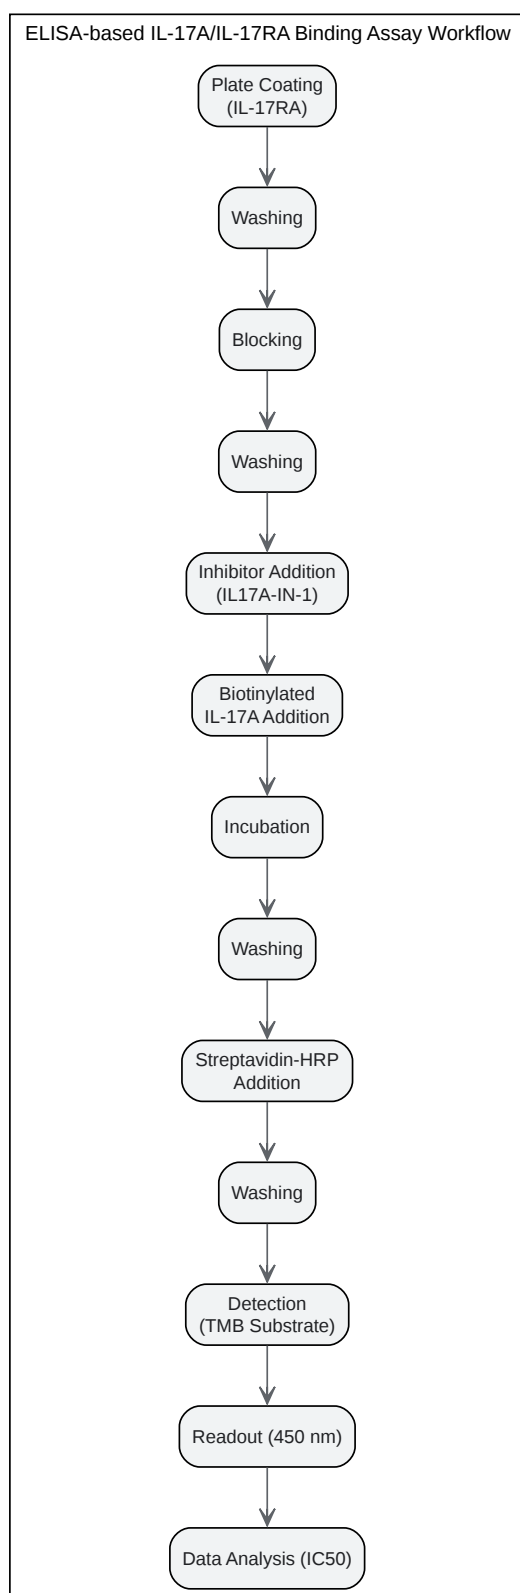 ELISA-based IL-17A/IL-17RA Binding Assay Workflow
Plate Coating
(IL-17RA)
Washing
Blocking
Washing
Inhibitor Addition
(IL17A-IN-1)
Biotinylated
IL-17A Addition
Incubation
Washing
Streptavidin-HRP
Addition
Washing
Detection
(TMB Substrate)
Readout (450 nm)
Data Analysis (IC50)